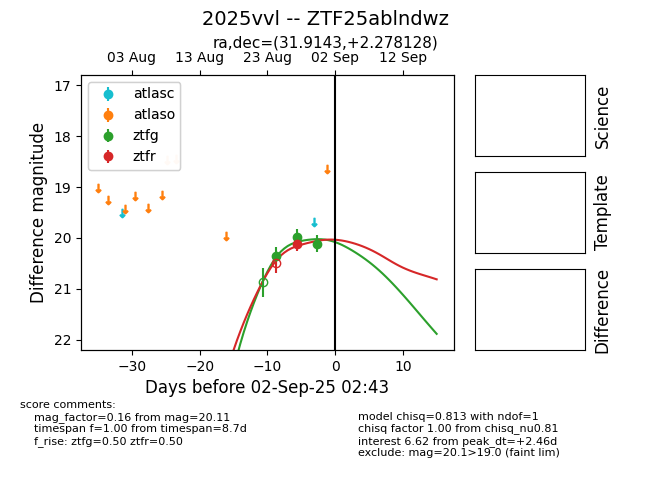 2025vvl -- ZTF25ablndwz
ra,dec=(31.9143,+2.278128)
03 Aug 13 Aug 23 Aug 02 Sep 12 Sep
17
18
19
20
21
22
Difference magnitude
atlasc
atlaso
ztfg
ztfr
−30 −20 −10 0 10
Days before 02-Sep-25 02:43
Science
Template
Difference
score comments:
mag_factor=0.16 from mag=20.11
timespan f=1.00 from timespan=8.7d
f_rise: ztfg=0.50 ztfr=0.50
model chisq=0.813 with ndof=1
chisq factor 1.00 from chisq_nu0.81
interest 6.62 from peak_dt=+2.46d
exclude: mag=20.1>19.0 (faint lim)